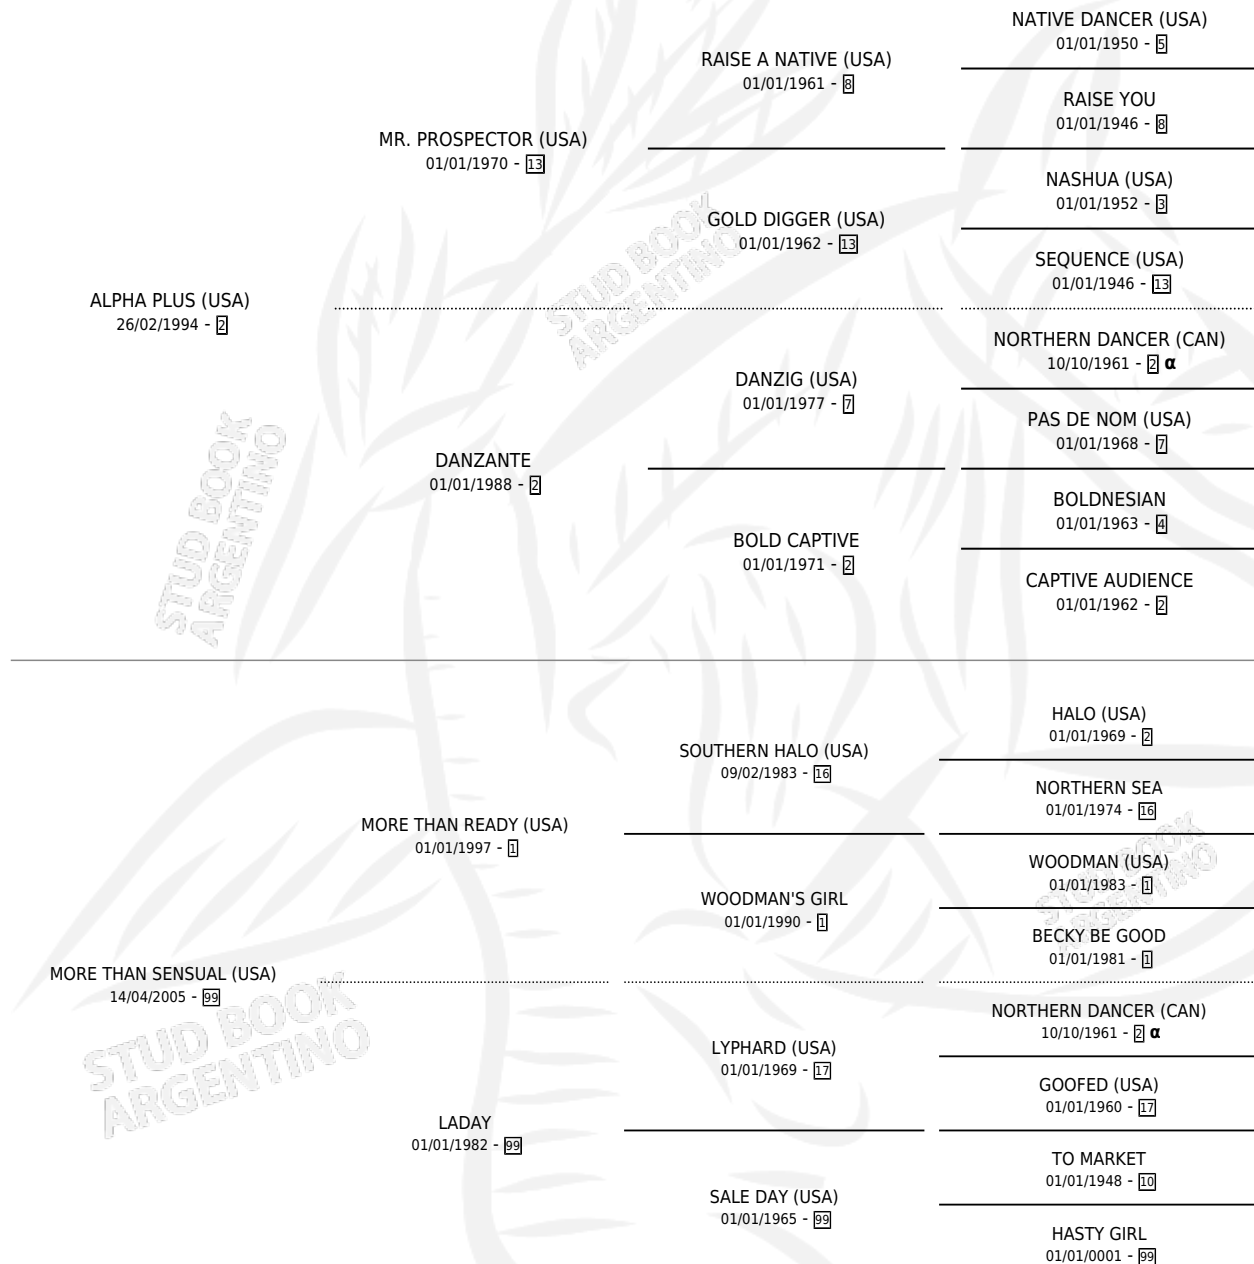 NATIVE DANCER (USA)
01/01/1950 - 5
RAISE A NATIVE (USA)
01/01/1961 - 8
RAISE YOU
01/01/1946 - 8
MR. PROSPECTOR (USA)
01/01/1970 - 13
NASHUA (USA)
01/01/1952 - 3
GOLD DIGGER (USA)
01/01/1962 - 13
SEQUENCE (USA)
01/01/1946 - 13
ALPHA PLUS (USA)
26/02/1994 - 2
STUD BOOK
ARGENTINO
NORTHERN DANCER (CAN)
10/10/1961 - 2 α
DANZIG (USA)
01/01/1977 - 7
PAS DE NOM (USA)
01/01/1968 - 7
DANZANTE
01/01/1988 - 2
STUD BOOK
ARGENTINO
BOLDNESIAN
01/01/1963 - 4
BOLD CAPTIVE
01/01/1971 - 2
CAPTIVE AUDIENCE
01/01/1962 - 2
HALO (USA)
01/01/1969 - 2
SOUTHERN HALO (USA)
09/02/1983 - 16
NORTHERN SEA
01/01/1974 - 16
MORE THAN READY (USA)
01/01/1997 - 1
WOODMAN (USA)
01/01/1983 - 1
STUD BOOK
ARGENTINO
WOODMAN'S GIRL
01/01/1990 - 1
BECKY BE GOOD
01/01/1981 - 1
MORE THAN SENSUAL (USA)
14/04/2005 - 99
STUD BOOK
ARGENTINO
NORTHERN DANCER (CAN)
10/10/1961 - 2 α
LYPHARD (USA)
01/01/1969 - 17
GOOFED (USA)
01/01/1960 - 17
LADAY
01/01/1982 - 99
TO MARKET
01/01/1948 - 10
SALE DAY (USA)
01/01/1965 - 99
HASTY GIRL
01/01/0001 - 99